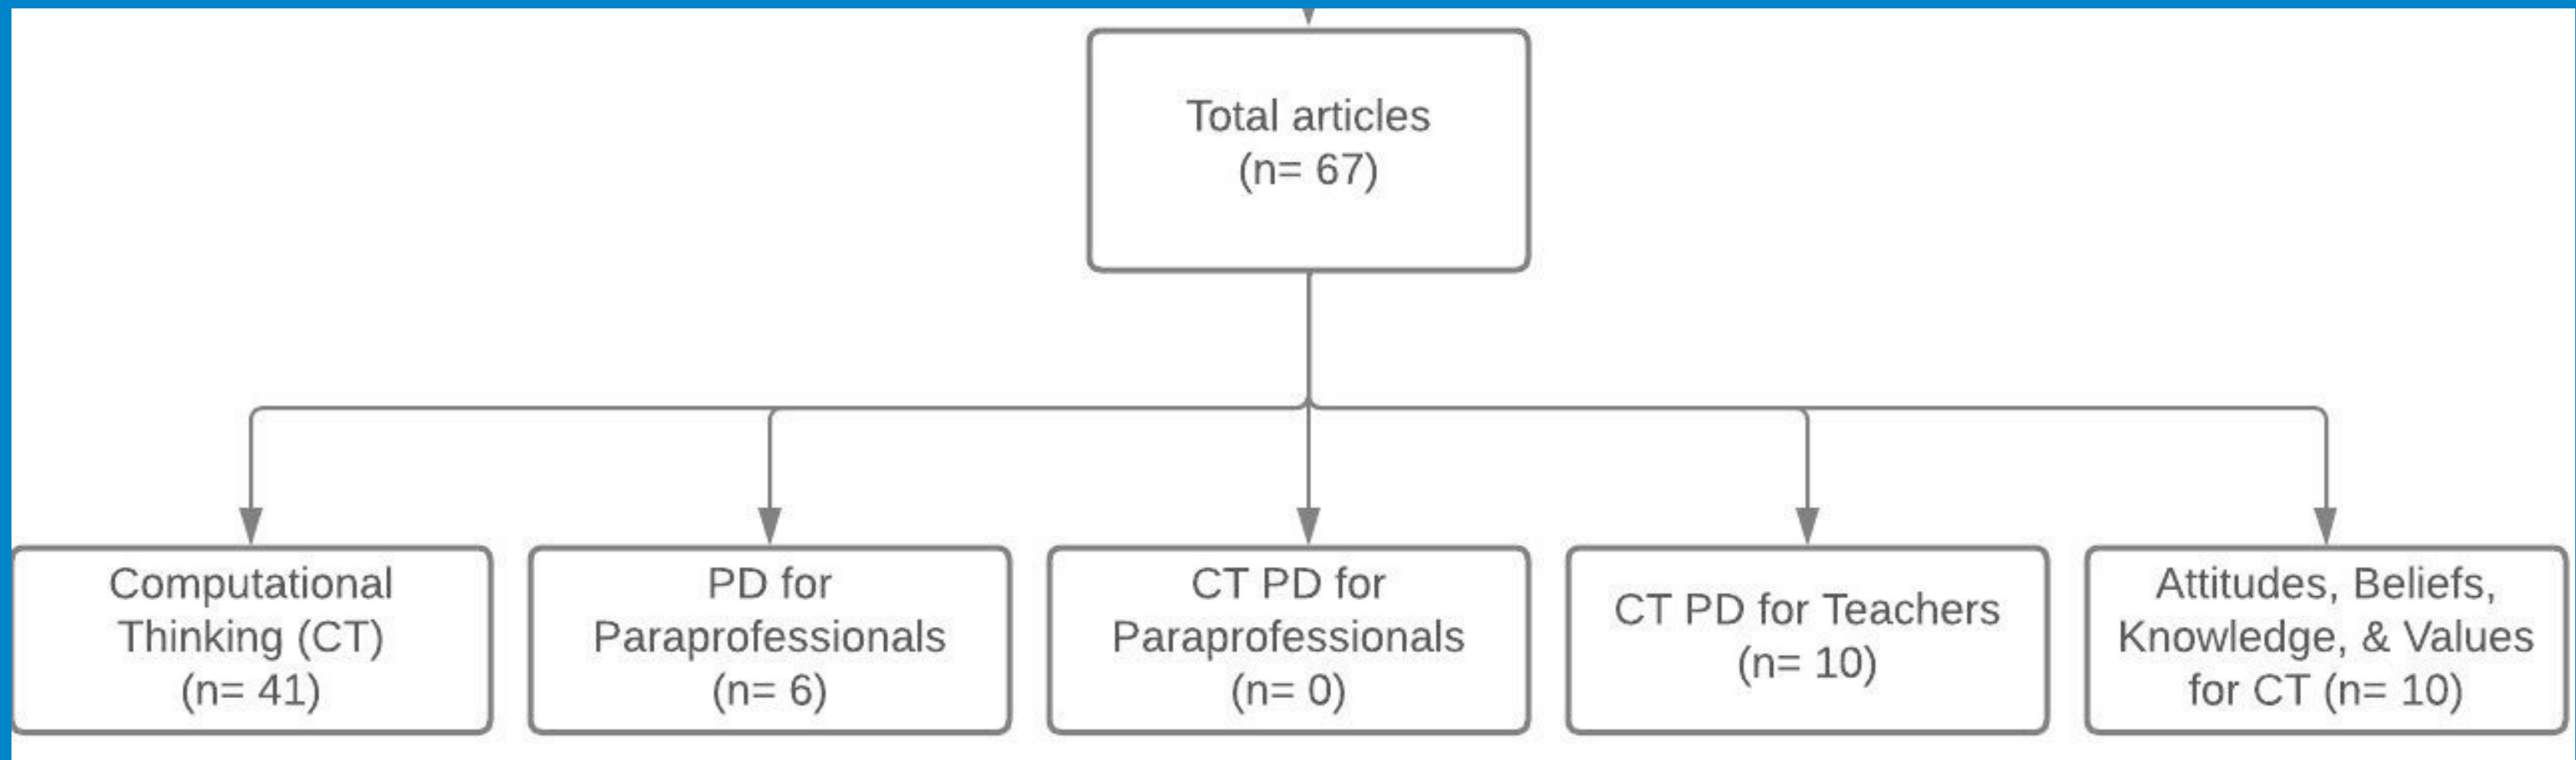 Total articles
(n= 67)
Computational
Thinking (CT)
(n= 41)
PD for
Paraprofessionals
(n= 6)
CT PD for
Paraprofessionals
(n= 0)
CT PD for Teachers
(n= 10)
Attitudes, Beliefs,
Knowledge, & Values
for CT (n= 10)